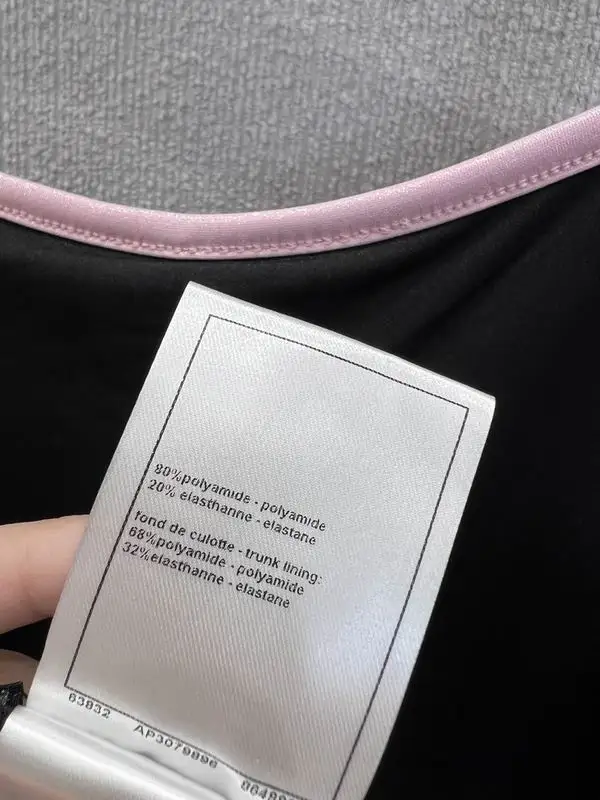 80%polyamide - polyamide
20% elasthanne - elastane
fond de culotte - trunk lining:
68%polyamide - polyamide
32%elasthanne - elastane
63832 AP3079896